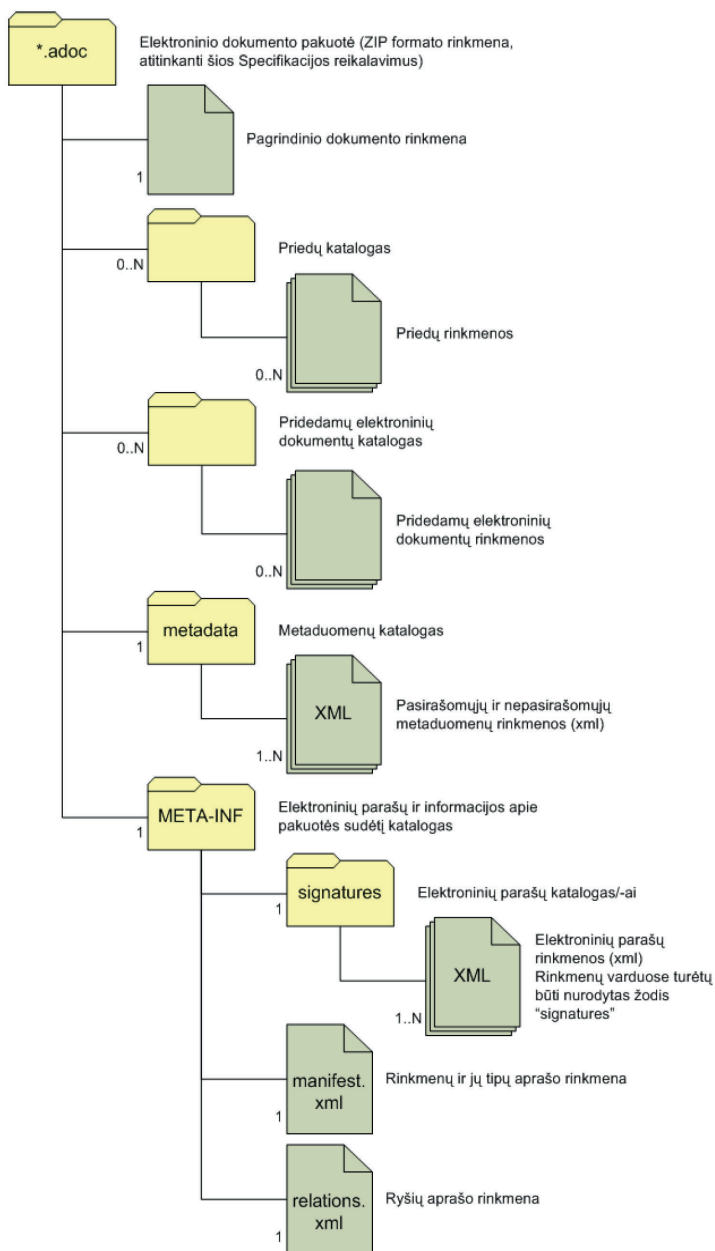 *.adoc
Elektroninio dokumento pakuotė (ZIP formato rinkmena,
atitinkanti šios Specifikacijos reikalavimus)
Pagrindinio dokumento rinkmena
1
Priedų katalogas
0..N
Priedų rinkmenos
0..N
Pridedamų elektroninių
dokumentų katalogas
0..N
Pridedamų elektroninių
dokumentų rinkmenos
0..N
metadata
Metaduomenų katalogas
1
XML
Pasirašomųjų ir nepasirašomųjų
metaduomenų rinkmenos (xml)
1..N
META-INF
Elektroninių parašų ir informacijos apie
pakuotės sudėtį katalogas
1
signatures
Elektroninių parašų katalogas/-ai
1
XML
Elektroninių parašų
rinkmenos (xml)
Rinkmenų varduose turėtų
būti nurodytas žodis
“signatures”
1..N
manifest.
xml
Rinkmenų ir jų tipų aprašo rinkmena
1
relations.
xml
Ryšių aprašo rinkmena
1